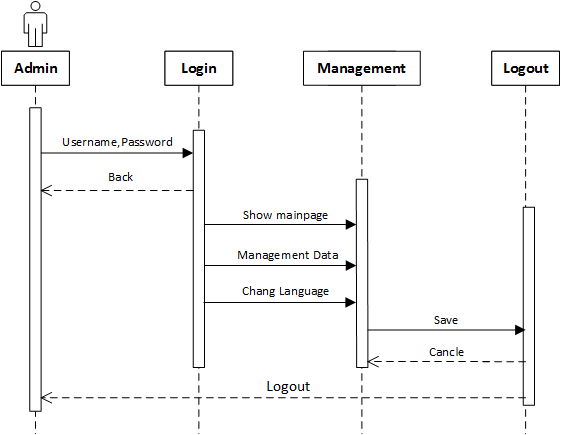 Admin
Login
Management
Logout
Username,Password
Back
Show mainpage
Management Data
Chang Language
Save
Cancle
Logout